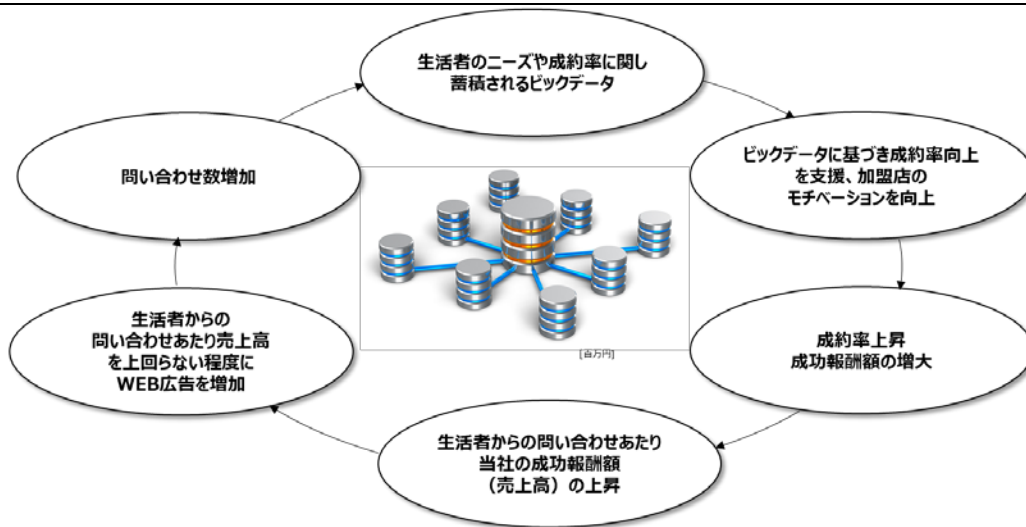 生活者のニーズや成約率に関し
蓄積されるビックデータ
ビックデータに基づき成約率向上
を支援、加盟店の
モチベーションを向上
成約率上昇
成功報酬額の増大
生活者からの問い合わせあたり
当社の成功報酬額
（売上高）の上昇
生活者からの
問い合わせあたり売上高
を上回らない程度に
WEB広告を増加
問い合わせ数増加
[百万円]